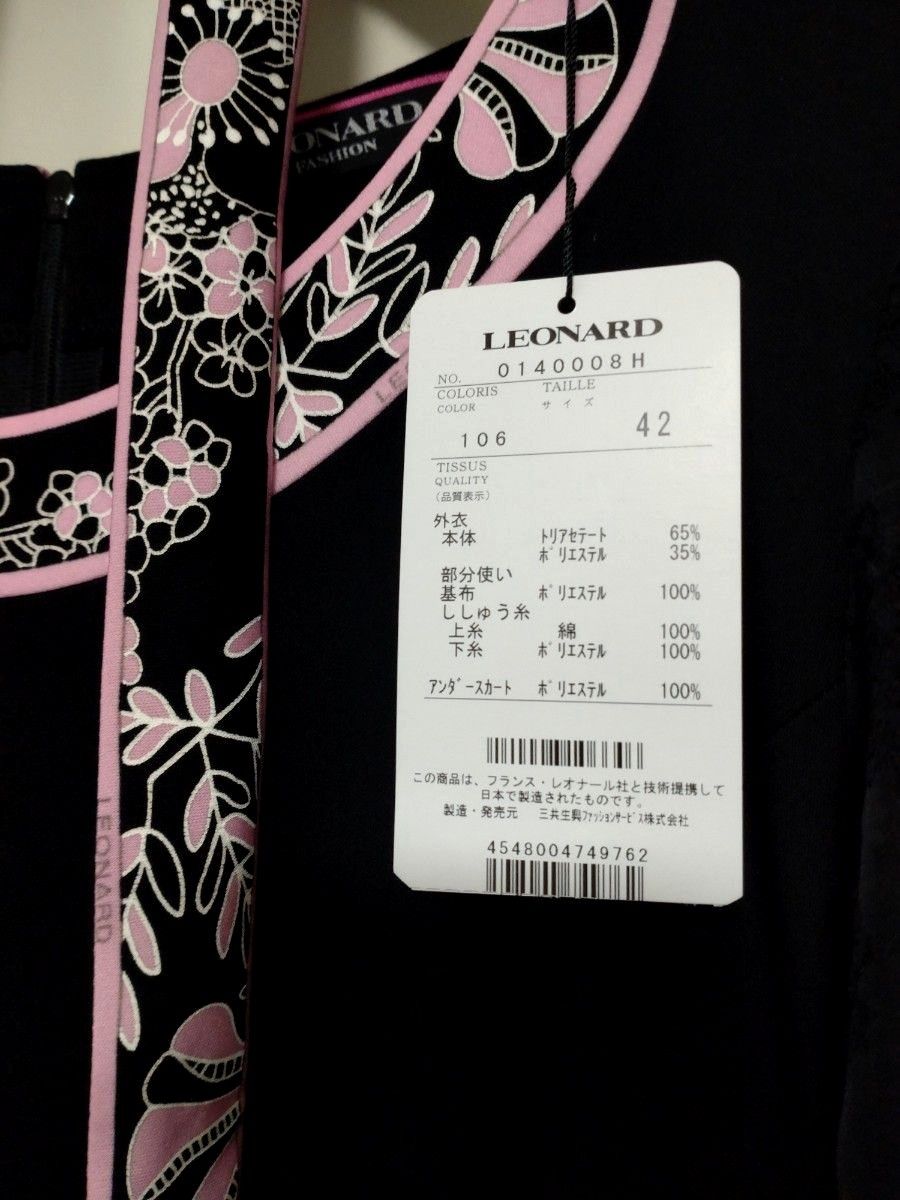 ONARD
FASHION
LEONARD
NO. 0140008H
COLORIS TAILLE
COLOR サイズ
106 42
TISSUS
QUALITY
(品質表示)
外衣
本体 トリアセテート 65%
ポリエステル 35%
部分使い
基布 ポリエステル 100%
ししゅう糸
上糸 綿 100%
下糸 ポリエステル 100%
アンダースカート ポリエステル 100%
この商品は、フランス・レオナール社と技術提携して
日本で製造されたものです。
製造・発売元 三共生興ファッションサービス株式会社
4548004749762
LEONARD